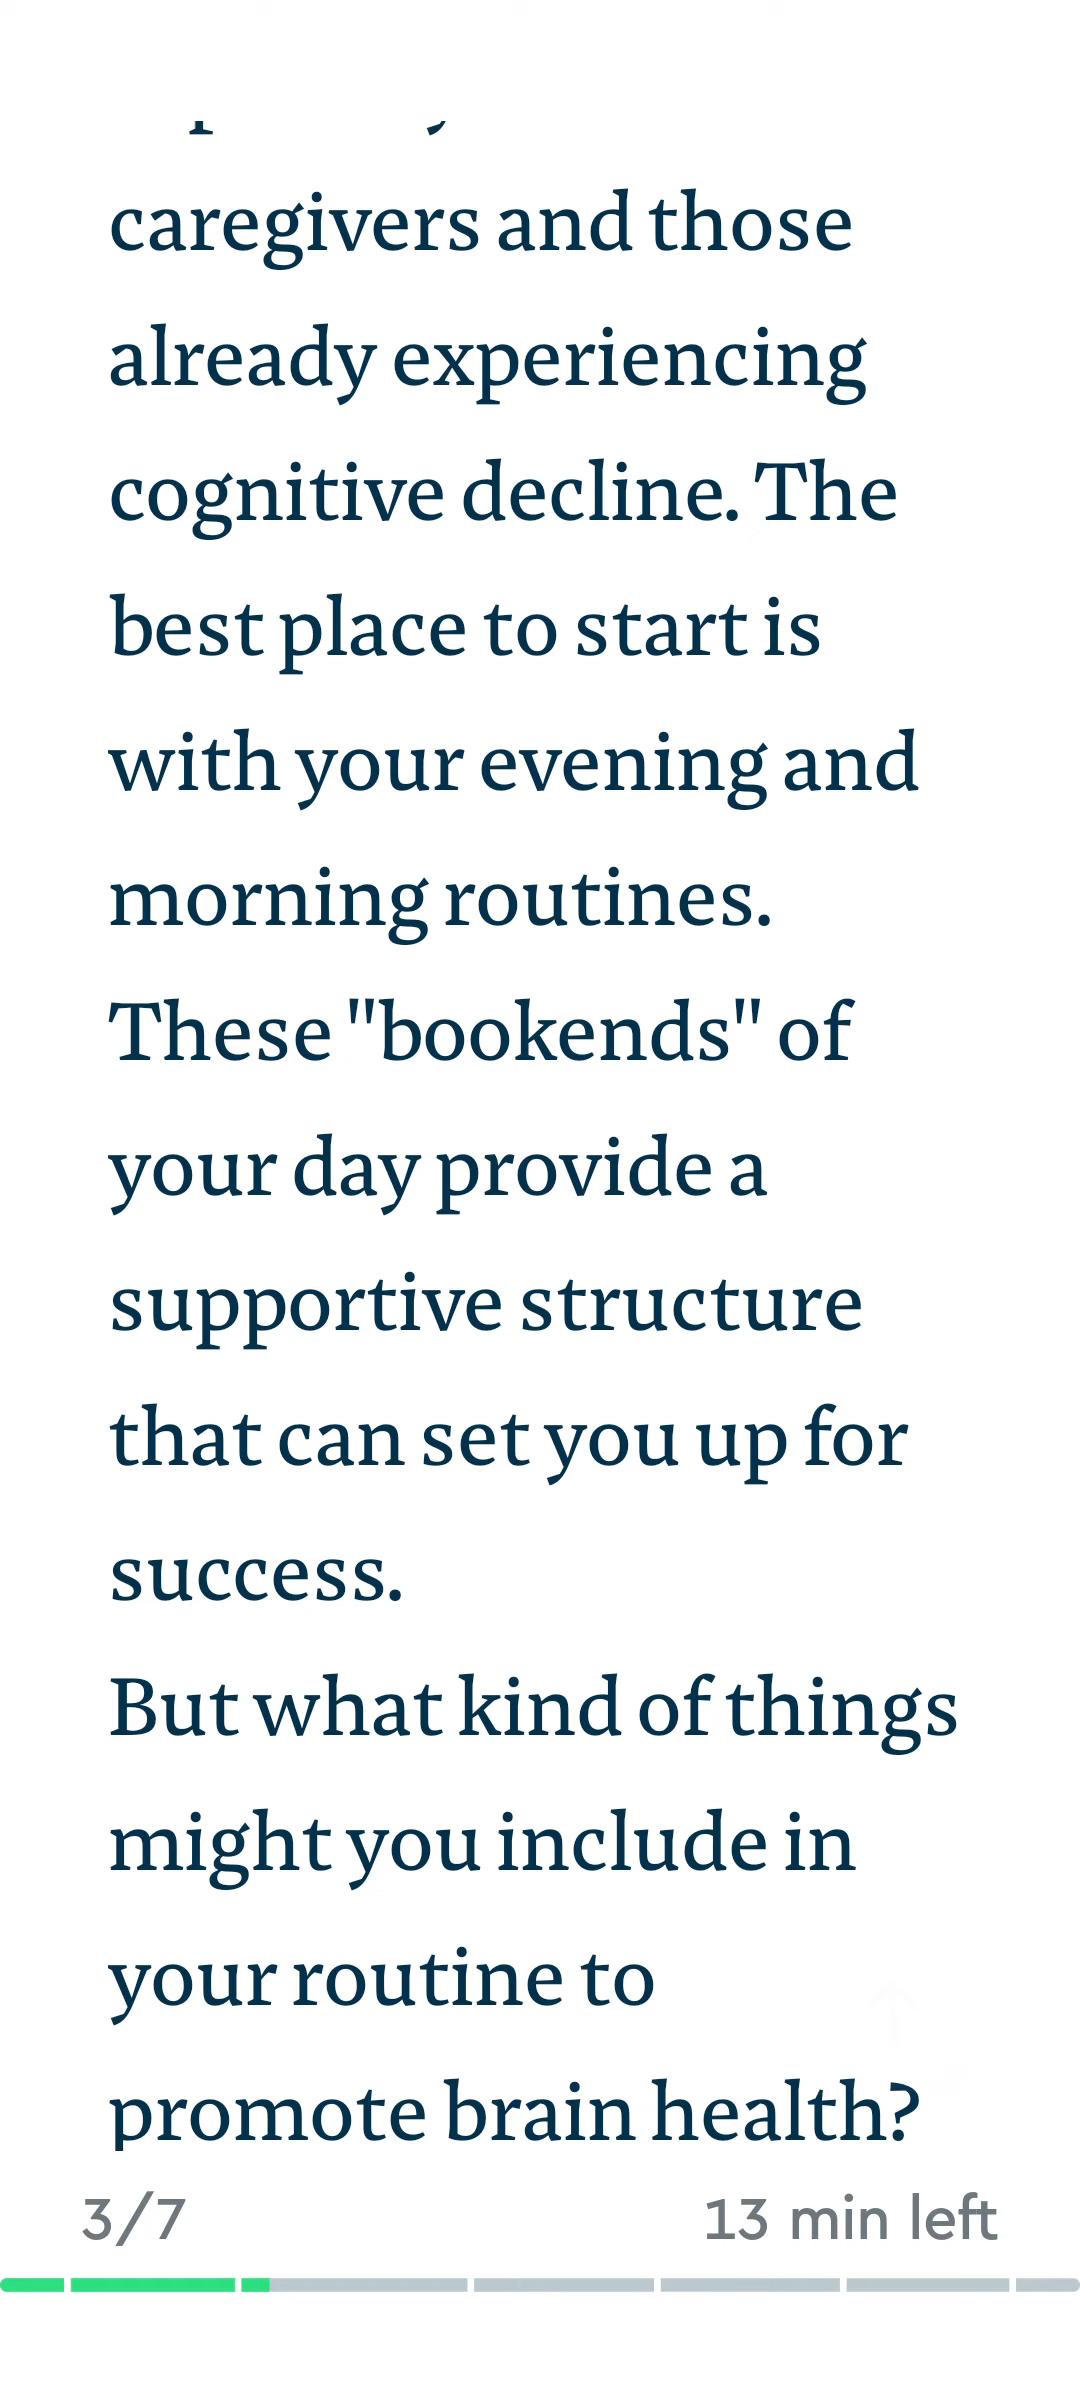 caregivers and those
already experiencing
cognitive decline. The
best place to start is
with your evening and
morning routines.
These "bookends" of
your day provide a
supportive structure
that can set you up for
success.
But what kind of things
might you include in
your routine to
promote brain health?
3/7
13 min left